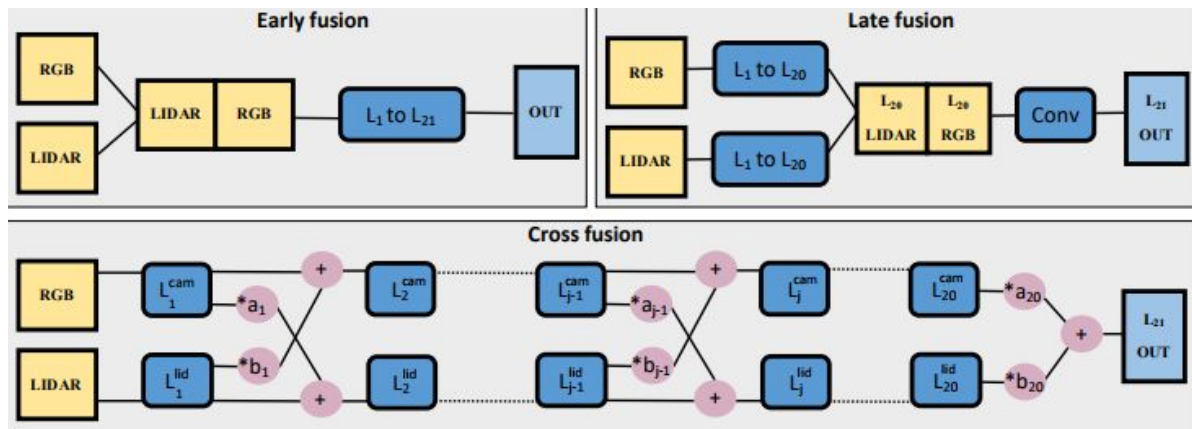 Early fusion
RGB
LIDAR
LIDAR RGB
L1 to L21
OUT
Late fusion
RGB
LIDAR
L1 to L20
L1 to L20
L20 LIDAR
L20 RGB
Conv
L21
OUT
Cross fusion
RGB
L1cam
*a1
+
L2cam
Lj-1cam
*aj-1
+
Ljcam
L20cam
*a20
LIDAR
L1lid
*b1
+
L2lid
Lj-1lid
*bj-1
+
Ljlid
L20lid
*b20
+
L21
OUT